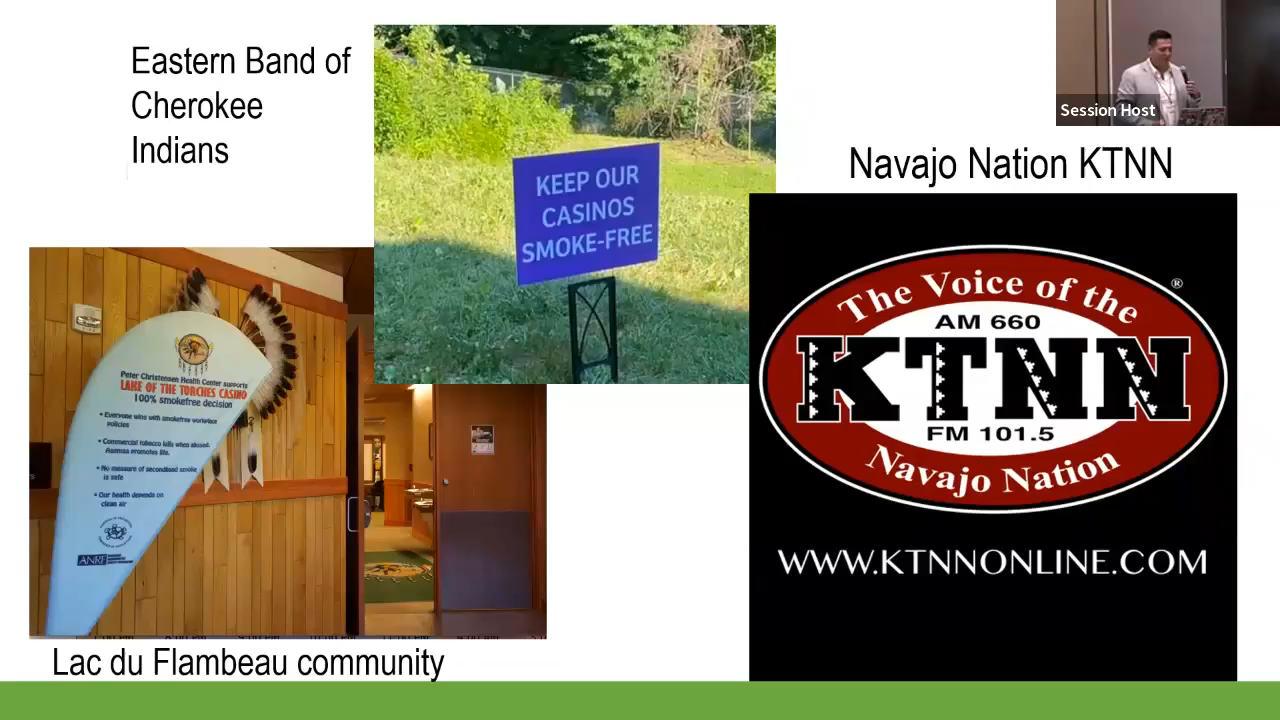 Eastern Band of
Cherokee
Indians
KEEP OUR
CASINOS
SMOKE-FREE
Session Host
Navajo Nation KTNN
The Voice of the
®
AM 660
KTNN
FM 101.5
Navajo Nation
WWW.KTNNONLINE.COM
Peter Christensen Health Center supports
LAKE OF THE TORCHES CASINO
100% smokefree decision
• Everyone wins with smokefree workplace
policies
• Commercial tobacco kills when abused.
Asemaa promotes life.
• No measure of secondhand smoke
is safe
• Our health depends on
clean air
ANRF
Lac du Flambeau community